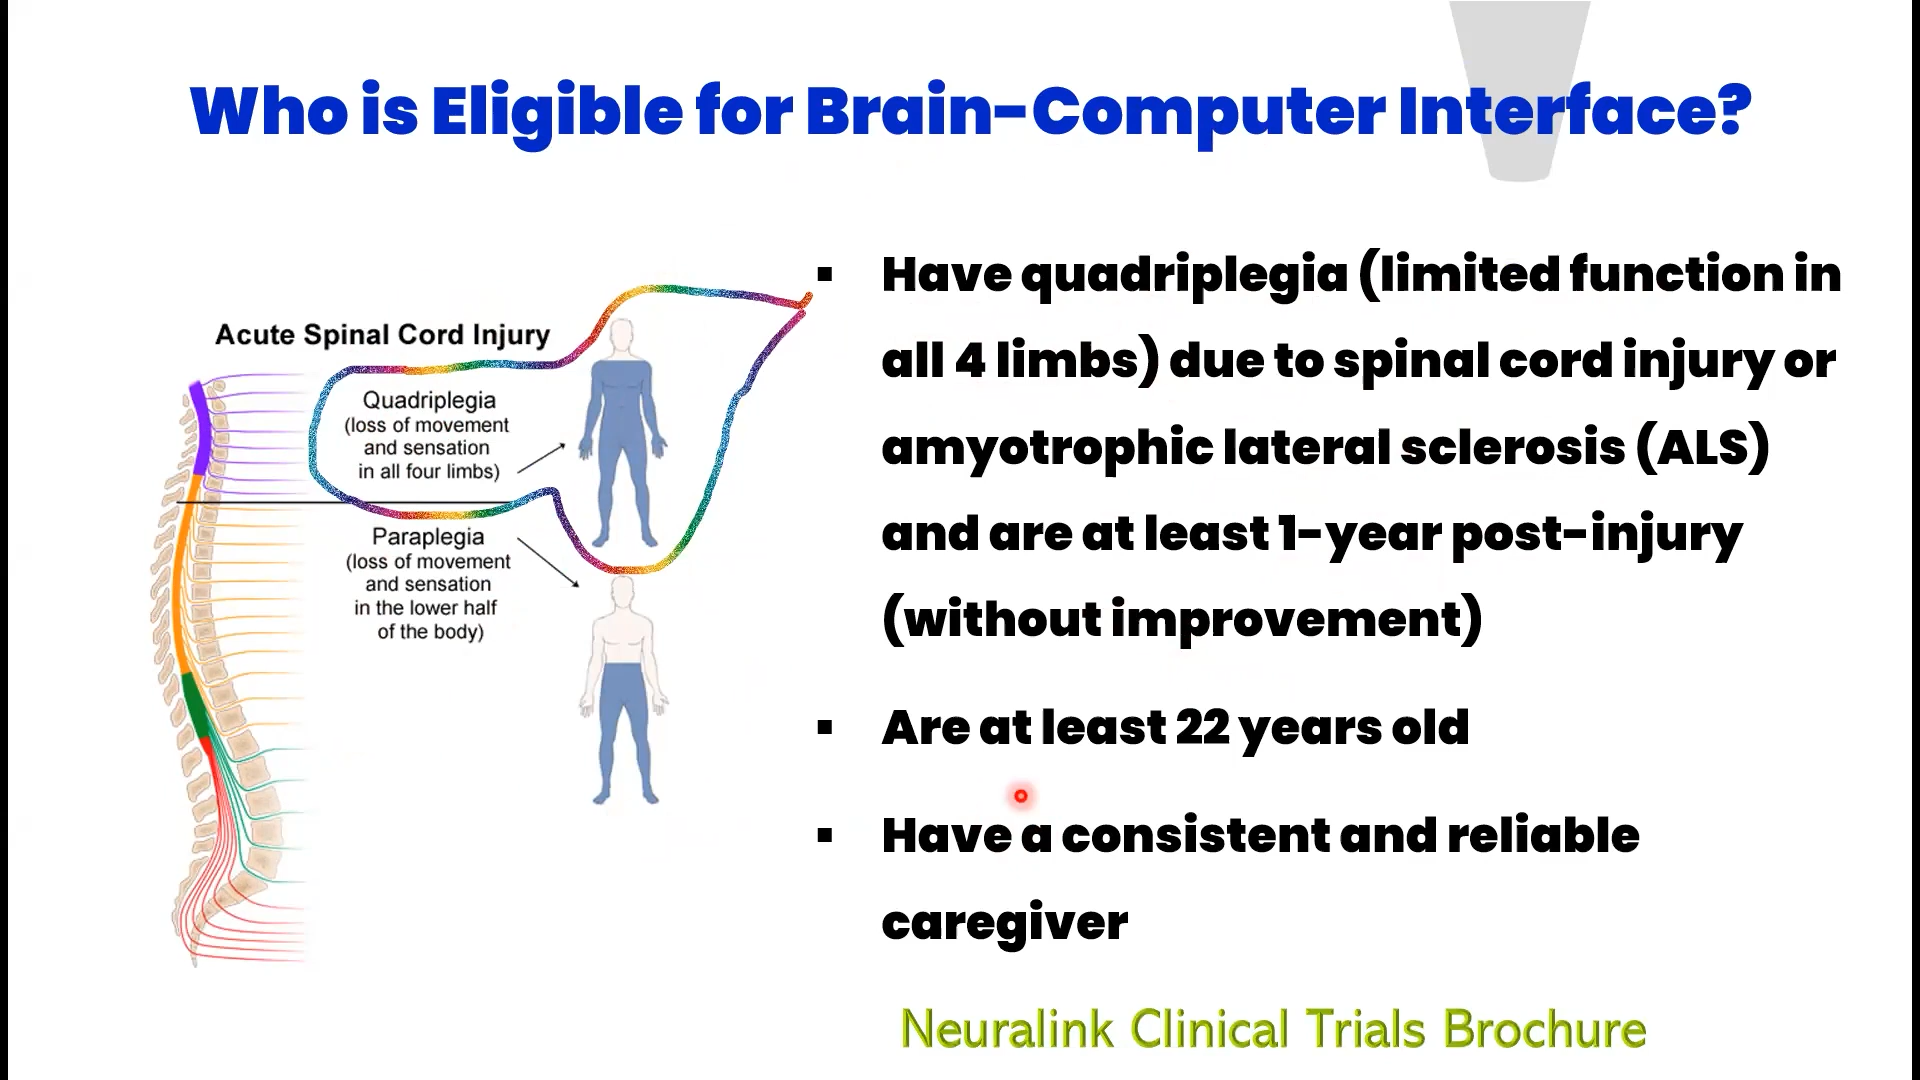 Who is Eligible for Brain-Computer Interface?
Acute Spinal Cord Injury
Quadriplegia
(loss of movement
and sensation
in all four limbs)
Paraplegia
(loss of movement
and sensation
in the lower half
of the body)
▪ Have quadriplegia (limited function in
all 4 limbs) due to spinal cord injury or
amyotrophic lateral sclerosis (ALS)
and are at least 1-year post-injury
(without improvement)
▪ Are at least 22 years old
▪ Have a consistent and reliable
caregiver
Neuralink Clinical Trials Brochure